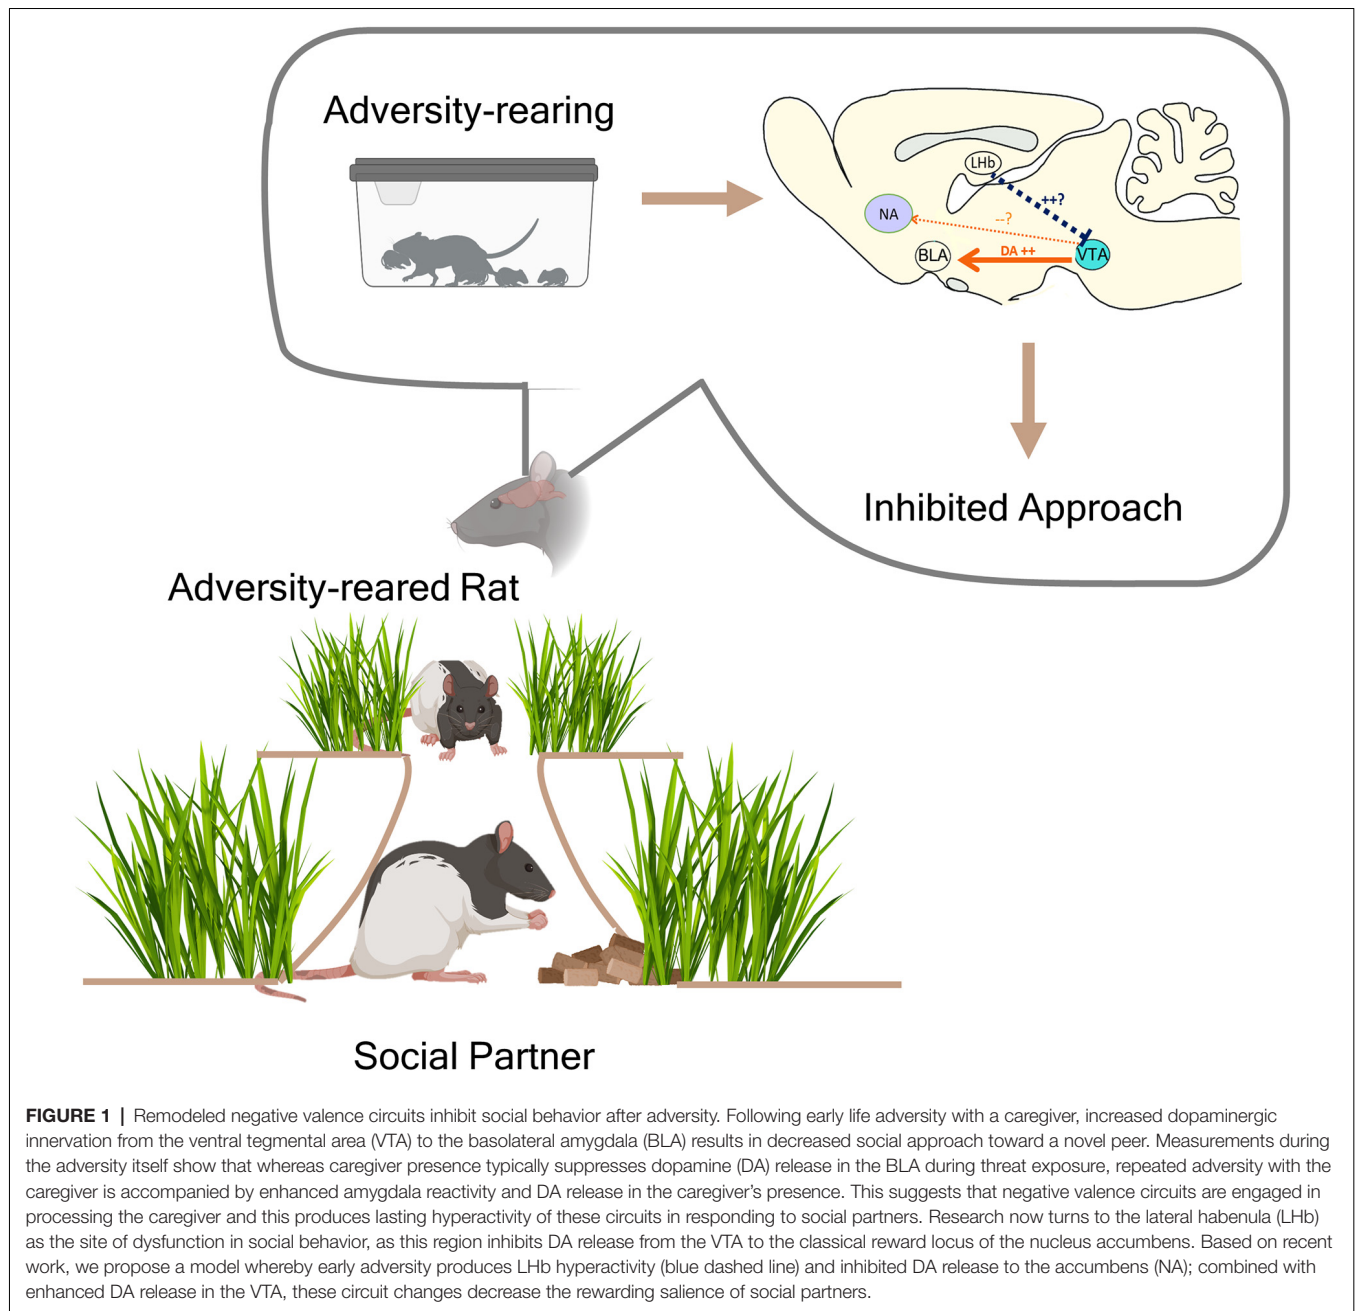 Adversity-rearing
LHb
++?
NA
--?
BLA
DA ++
VTA
Inhibited Approach
Adversity-reared Rat
Social Partner
FIGURE 1 | Remodeled negative valence circuits inhibit social behavior after adversity. Following early life adversity with a caregiver, increased dopaminergic
innervation from the ventral tegmental area (VTA) to the basolateral amygdala (BLA) results in decreased social approach toward a novel peer. Measurements during
the adversity itself show that whereas caregiver presence typically suppresses dopamine (DA) release in the BLA during threat exposure, repeated adversity with the
caregiver is accompanied by enhanced amygdala reactivity and DA release in the caregiver’s presence. This suggests that negative valence circuits are engaged in
processing the caregiver and this produces lasting hyperactivity of these circuits in responding to social partners. Research now turns to the lateral habenula (LHb)
as the site of dysfunction in social behavior, as this region inhibits DA release from the VTA to the classical reward locus of the nucleus accumbens. Based on recent
work, we propose a model whereby early adversity produces LHb hyperactivity (blue dashed line) and inhibited DA release to the accumbens (NA); combined with
enhanced DA release in the VTA, these circuit changes decrease the rewarding salience of social partners.